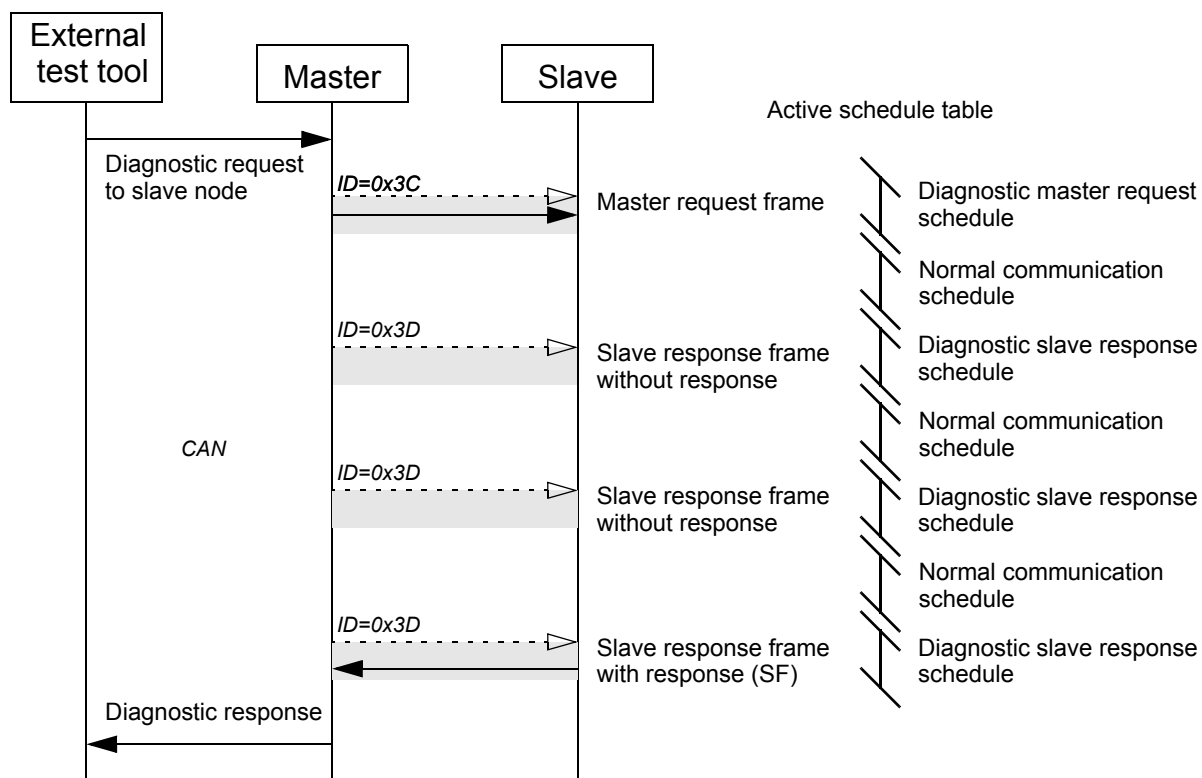 External
test tool
Master
Slave
Active schedule table
Diagnostic request
to slave node
ID=0x3C
Master request frame
Diagnostic master request
schedule
Normal communication
schedule
ID=0x3D
Slave response frame
without response
Diagnostic slave response
schedule
Normal communication
schedule
CAN
ID=0x3D
Slave response frame
without response
Diagnostic slave response
schedule
Normal communication
schedule
ID=0x3D
Slave response frame
with response (SF)
Diagnostic slave response
schedule
Diagnostic response